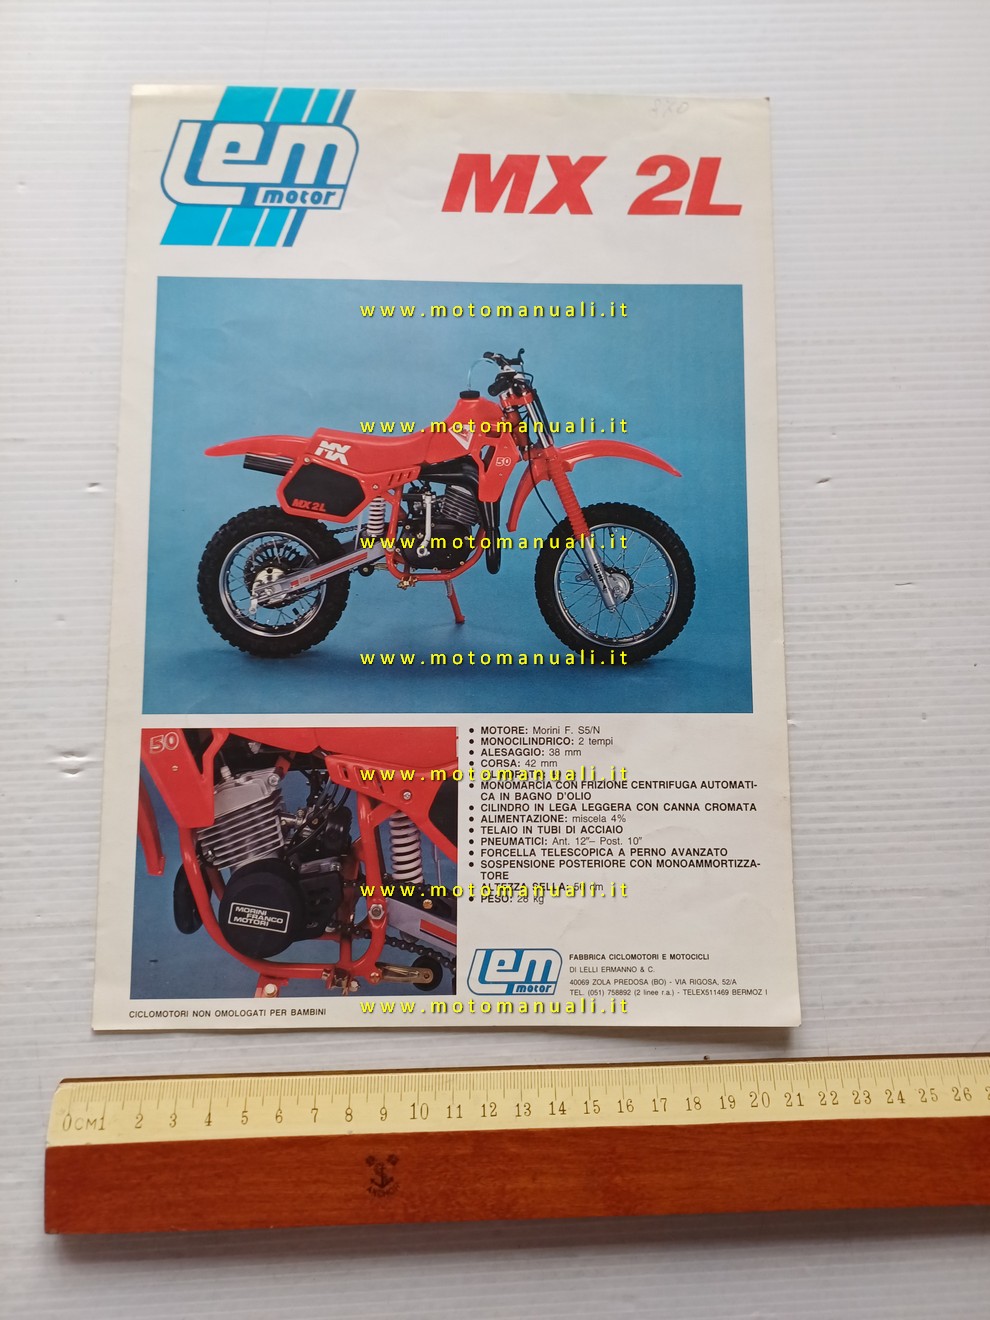 Lem
motor
MX 2L
www.motomanuali.it
www.motomanuali.it
MX
50
MX2L
www.motomanuali.it
www.motomanuali.it
50
MORINI
FRANCO
MOTORI
• MOTORE: Morini F. S5/N
• MONOCILINDRICO: 2 tempi
• ALESAGGIO: 38 mm
• CORSA: 42 mm
www.motomanuali.it
• MONOMARCIA CON FRIZIONE CENTRIFUGA AUTOMATI-
CA IN BAGNO D'OLIO
• CILINDRO IN LEGA LEGGERA CON CANNA CROMATA
• ALIMENTAZIONE: miscela 4%
• TELAIO IN TUBI DI ACCIAIO
• PNEUMATICI: Ant. 12"– Post. 10"
• FORCELLA TELESCOPICA A PERNO AVANZATO
• SOSPENSIONE POSTERIORE CON MONOAMMORTIZZA-
TORE
• ALTEZZA SELLA:
www.motomanuali.it
• PESO: 28 kg
Lem
motor
FABBRICA CICLOMOTORI E MOTOCICLI
DI LELLI ERMANNO & C.
40069 ZOLA PREDOSA (BO) - VIA RIGOSA, 52/A
TEL. (051) 758892 (2 linee r.a.) - TELEX511469 BERMOZ I
www.motomanuali.it
CICLOMOTORI NON OMOLOGATI PER BAMBINI
0CM1 2 3 4 5 6 7 8 9 10 11 12 13 14 15 16 17 18 19 20 21 22 23 24 25 26